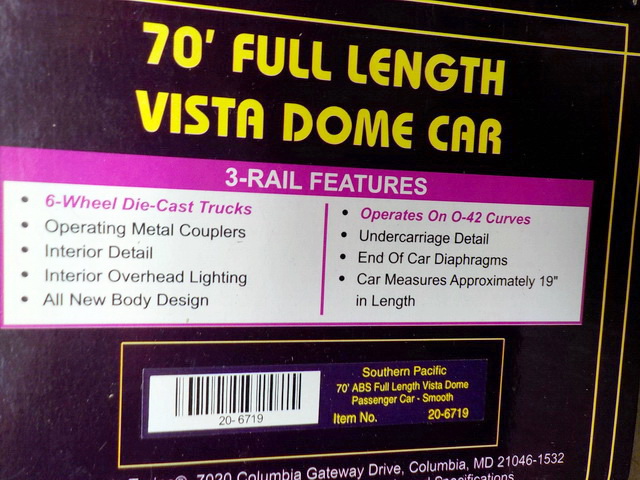 70' FULL LENGTH
VISTA DOME CAR
3-RAIL FEATURES
• 6-Wheel Die-Cast Trucks
• Operating Metal Couplers
• Interior Detail
• Interior Overhead Lighting
• All New Body Design
• Operates On O-42 Curves
• Undercarriage Detail
• End Of Car Diaphragms
• Car Measures Approximately 19"
in Length
20-6719
Southern Pacific
70' ABS Full Length Vista Dome
Passenger Car - Smooth
Item No. 20-6719
7020 Columbia Gateway Drive, Columbia, MD 21046-1532
Specifications